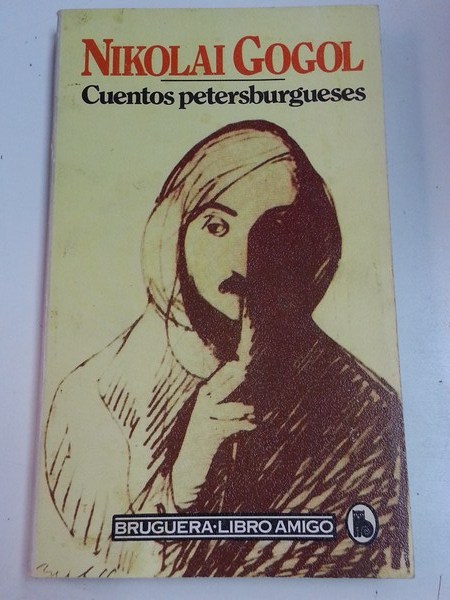 NIKOLAI GOGOL
Cuentos petersburgueses
BRUGUERA·LIBRO AMIGO